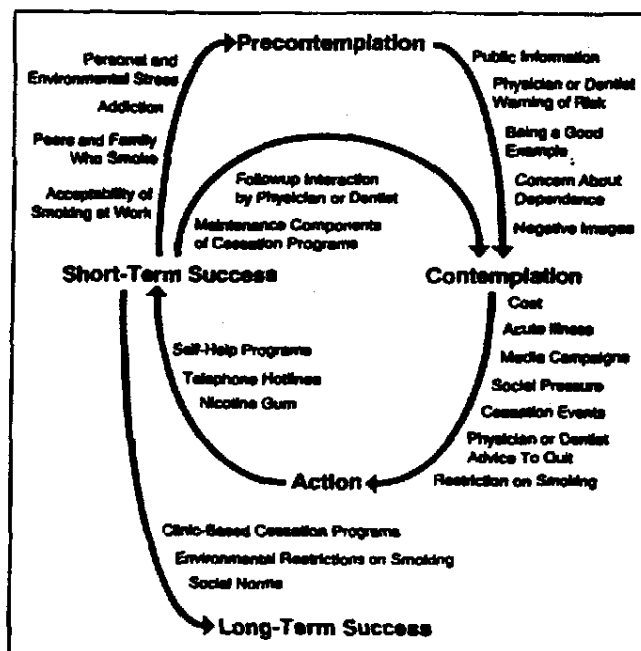 Precontemplation
Personal and
Environmental Stress
Addiction
Peers and Family
Who Smoke
Acceptability of
Smoking at Work
Public Information
Physician or Dentist
Warning of Risk
Being a Good
Example
Concern About
Dependance
Negative Images
Followup Interaction
by Physician or Dentist
Maintenance Components
of Cessation Programs
Short-Term Success
Contemplation
Cost
Acute Illness
Media Campaigns
Social Pressure
Cessation Events
Physician or Dentist
Advice To Quit
Restriction on Smoking
Self-Help Programs
Telephone Hotlines
Nicotine Gum
Action
Clinic-Based Cessation Programs
Environmental Restrictions on Smoking
Social Norms
Long-Term Success